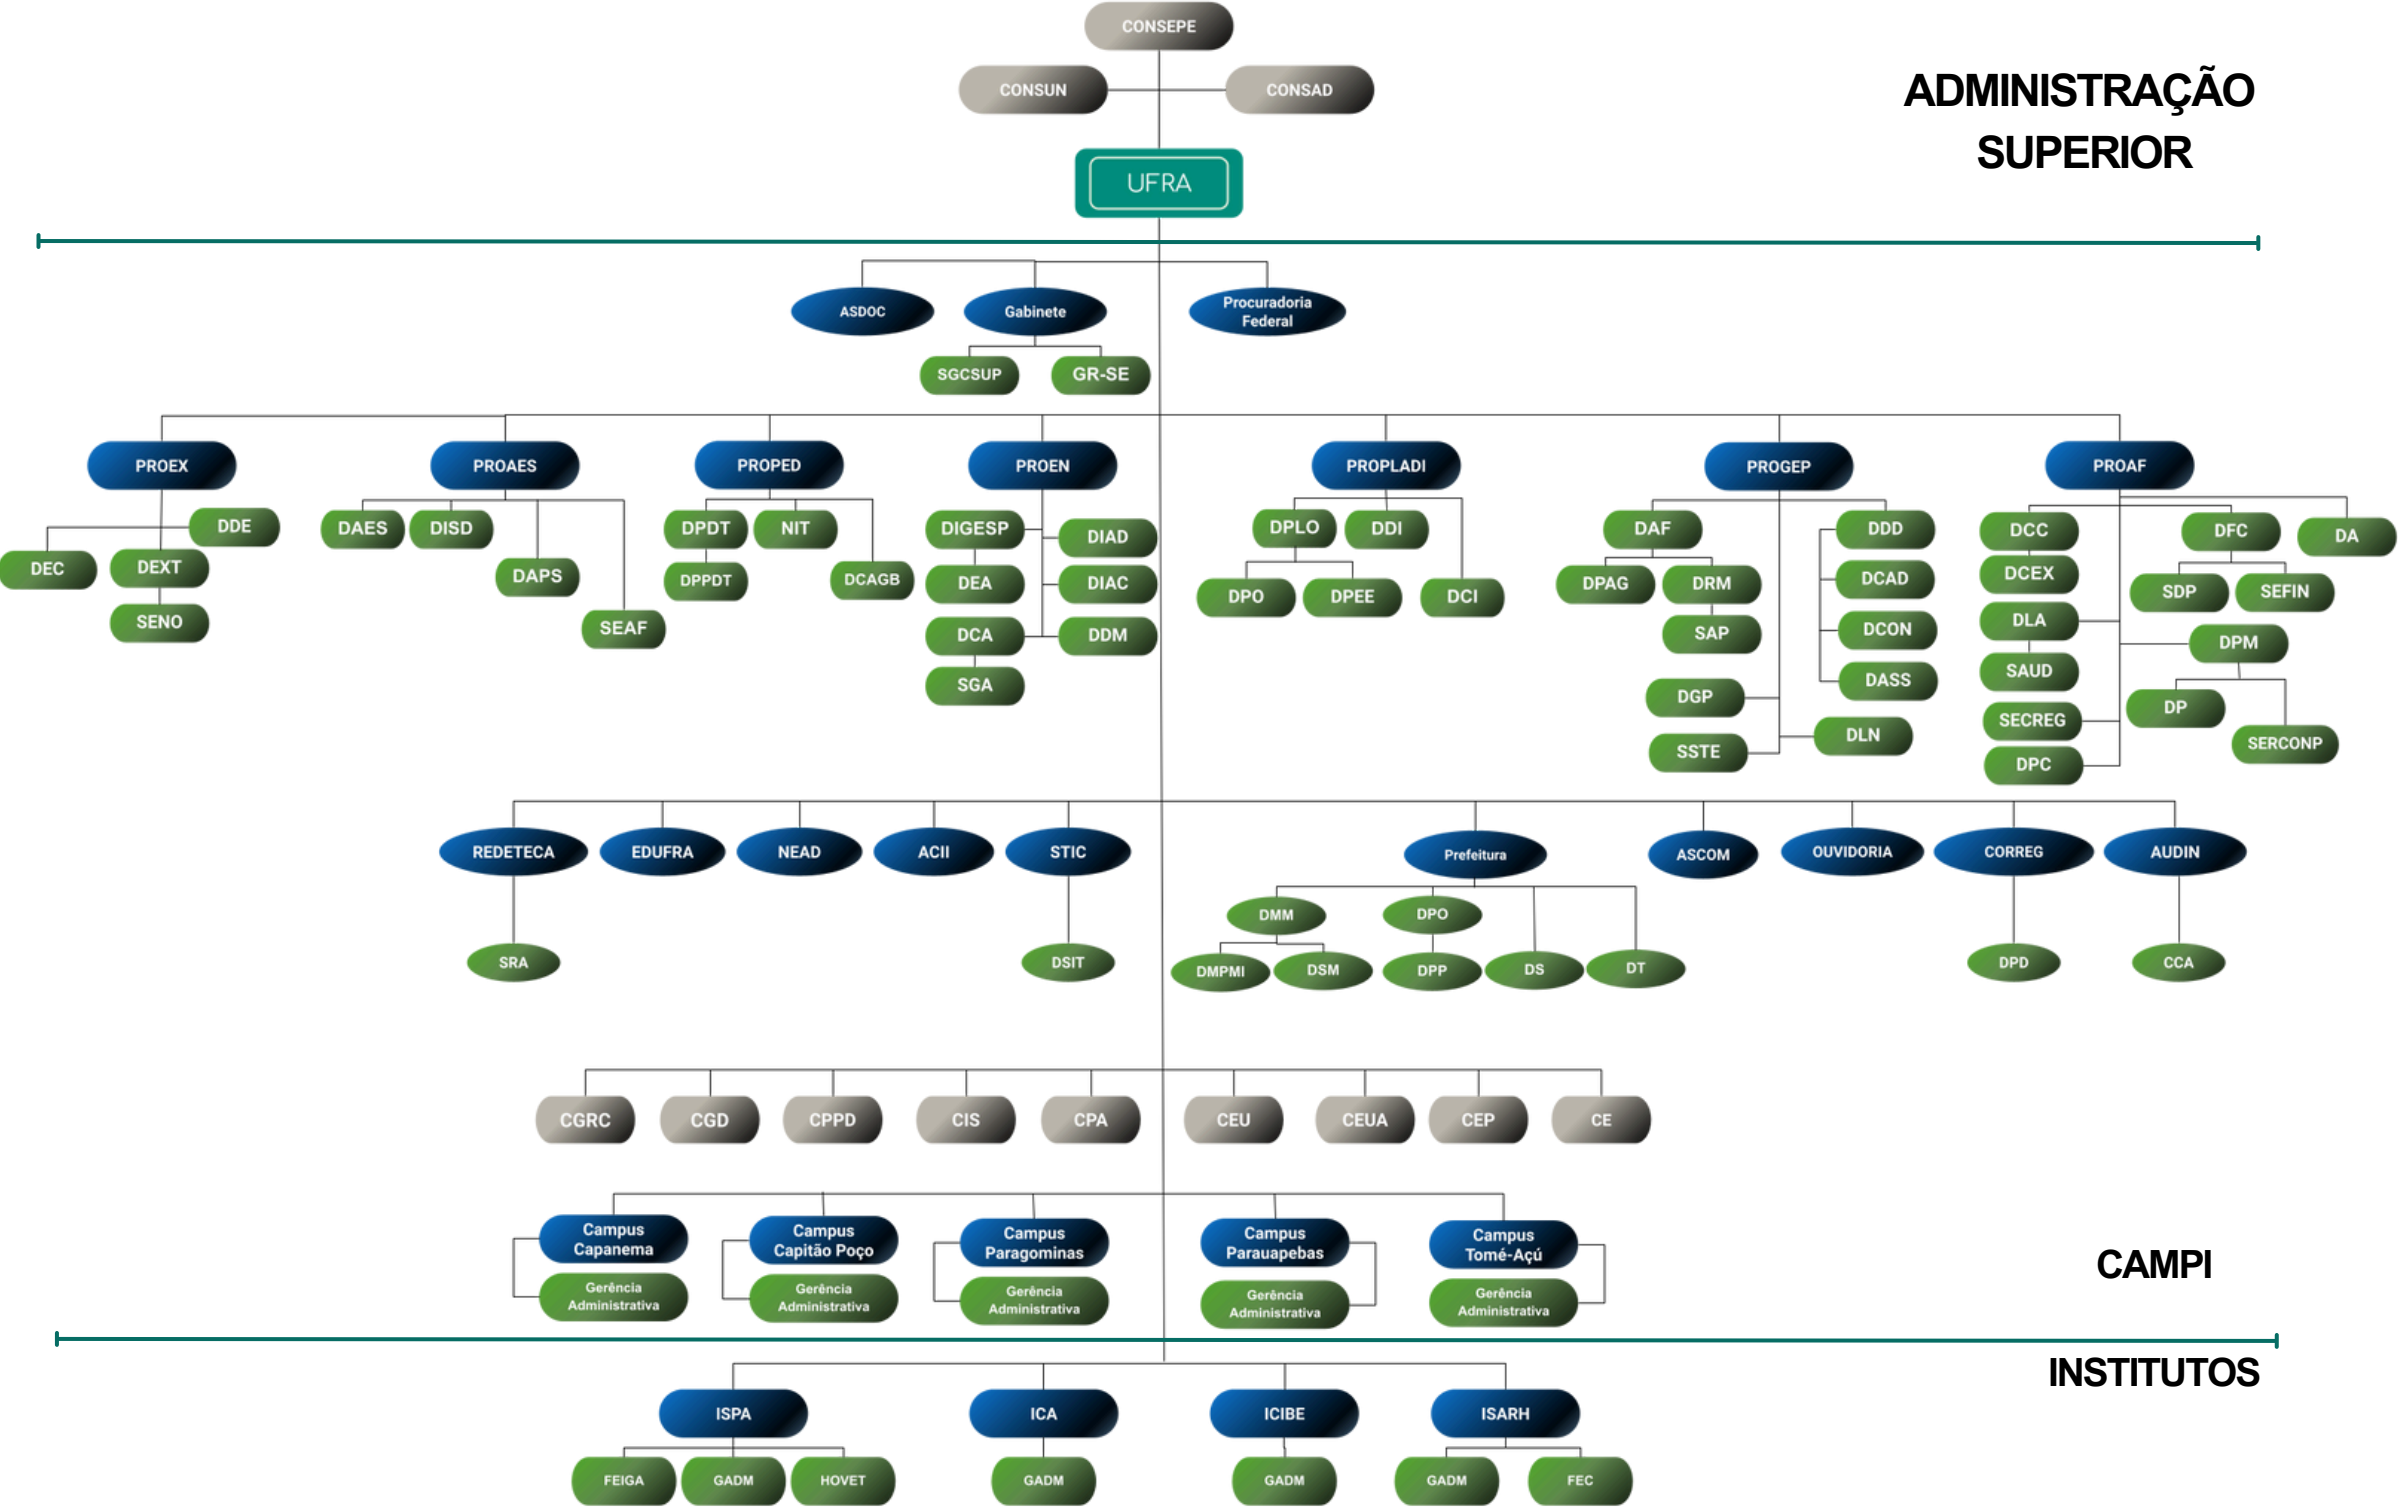 CONSEPE
CONSUN
CONSAD
ADMINISTRAÇÃO
SUPERIOR
UFRA
ASDOC
Gabinete
Procuradoria
Federal
SGCSUP
GR-SE
PROEX
PROAES
PROPED
PROEN
PROPLADI
PROGEP
PROAF
DDE
DEC
DEXT
SENO
DAES
DISD
DAPS
SEAF
DPDT
NIT
DPPDT
DCAGB
DIGESP
DIAD
DEA
DIAC
DCA
DDM
SGA
DPLO
DDI
DPO
DPEE
DCI
DAF
DDD
DPAG
DRM
DCAD
SAP
DCON
DGP
DASS
SSTE
DLN
DCC
DFC
DA
DCEX
SDP
SEFIN
DLA
DPM
SAUD
DP
SECREG
SERCONP
DPC
REDETECA
EDUFRA
NEAD
ACII
STIC
Prefeitura
ASCOM
OUVIDORIA
CORREG
AUDIN
DMM
DPO
SRA
DSIT
DMPMI
DSM
DPP
DS
DT
DPD
CCA
CGRC
CGD
CPPD
CIS
CPA
CEU
CEUA
CEP
CE
Campus
Capanema
Campus
Capitão Poço
Campus
Paragominas
Campus
Parauapebas
Campus
Tomé-Açú
CAMPI
Gerência
Administrativa
Gerência
Administrativa
Gerência
Administrativa
Gerência
Administrativa
Gerência
Administrativa
INSTITUTOS
ISPA
ICA
ICIBE
ISARH
FEIGA
GADM
HOVET
GADM
GADM
GADM
FEC